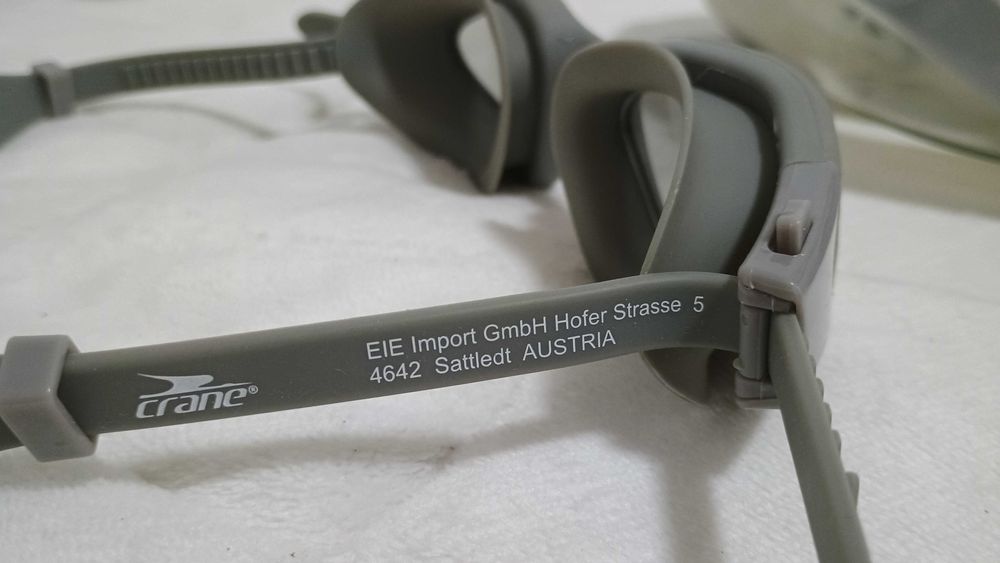 crane®
EIE Import GmbH Hofer Strasse 5
4642 Sattledt AUSTRIA